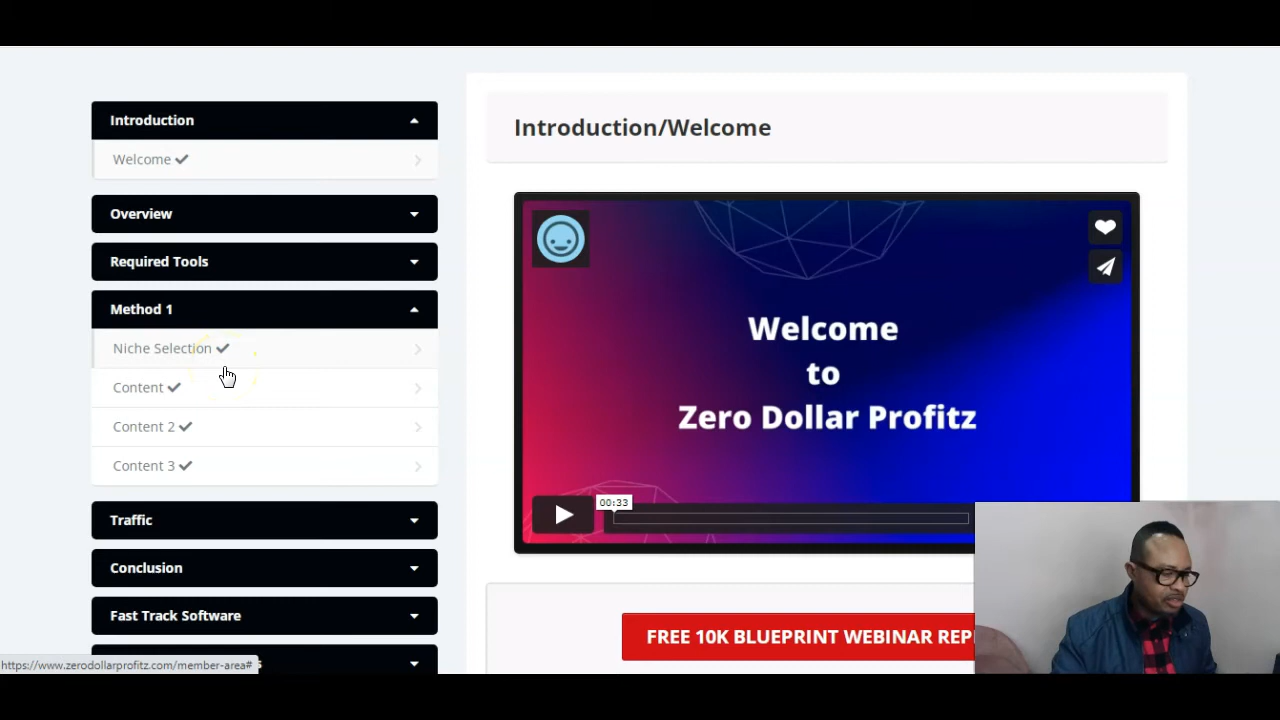 Introduction
Welcome
Overview
Required Tools
Method 1
Niche Selection
Content
Content 2
Content 3
Traffic
Conclusion
Fast Track Software
https://www.zerodollarprofitz.com/member-area#
Introduction/Welcome
Welcome
to
Zero Dollar Profitz
00:33
FREE 10K BLUEPRINT WEBINAR REP